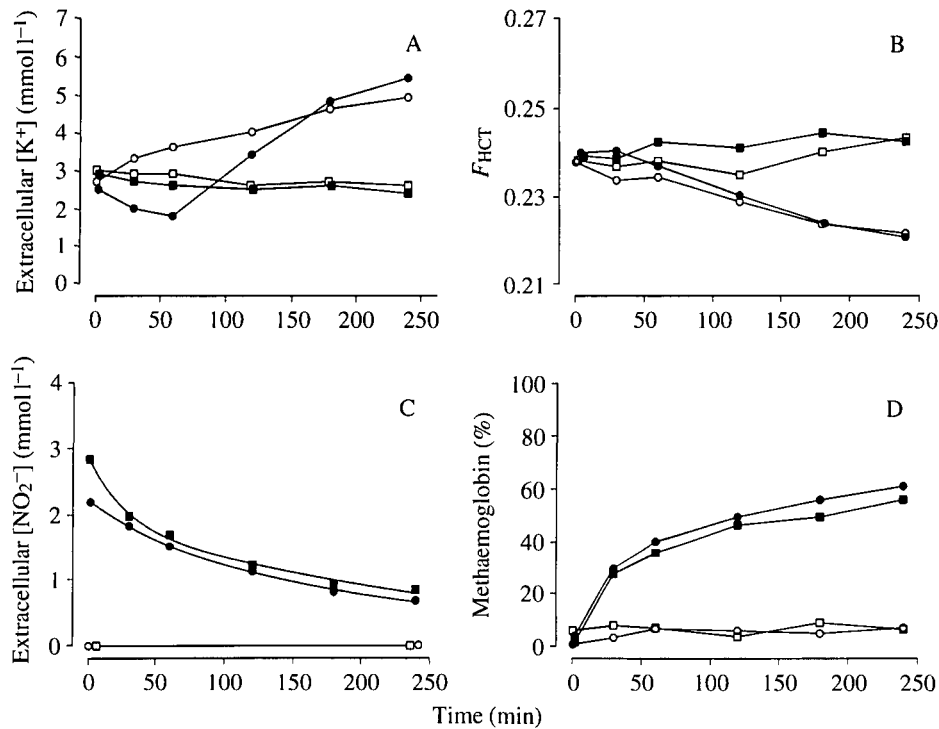 A
Extracellular [K⁺] (mmol l⁻¹)
7
6
5
4
3
2
1
0
0 50 100 150 200 250
B
F_HCT
0.27
0.25
0.23
0.21
0 50 100 150 200 250
C
Extracellular [NO₂⁻] (mmol l⁻¹)
4
3
2
1
0
0 50 100 150 200 250
D
Methaemoglobin (%)
100
80
60
40
20
0
0 50 100 150 200 250
Time (min)